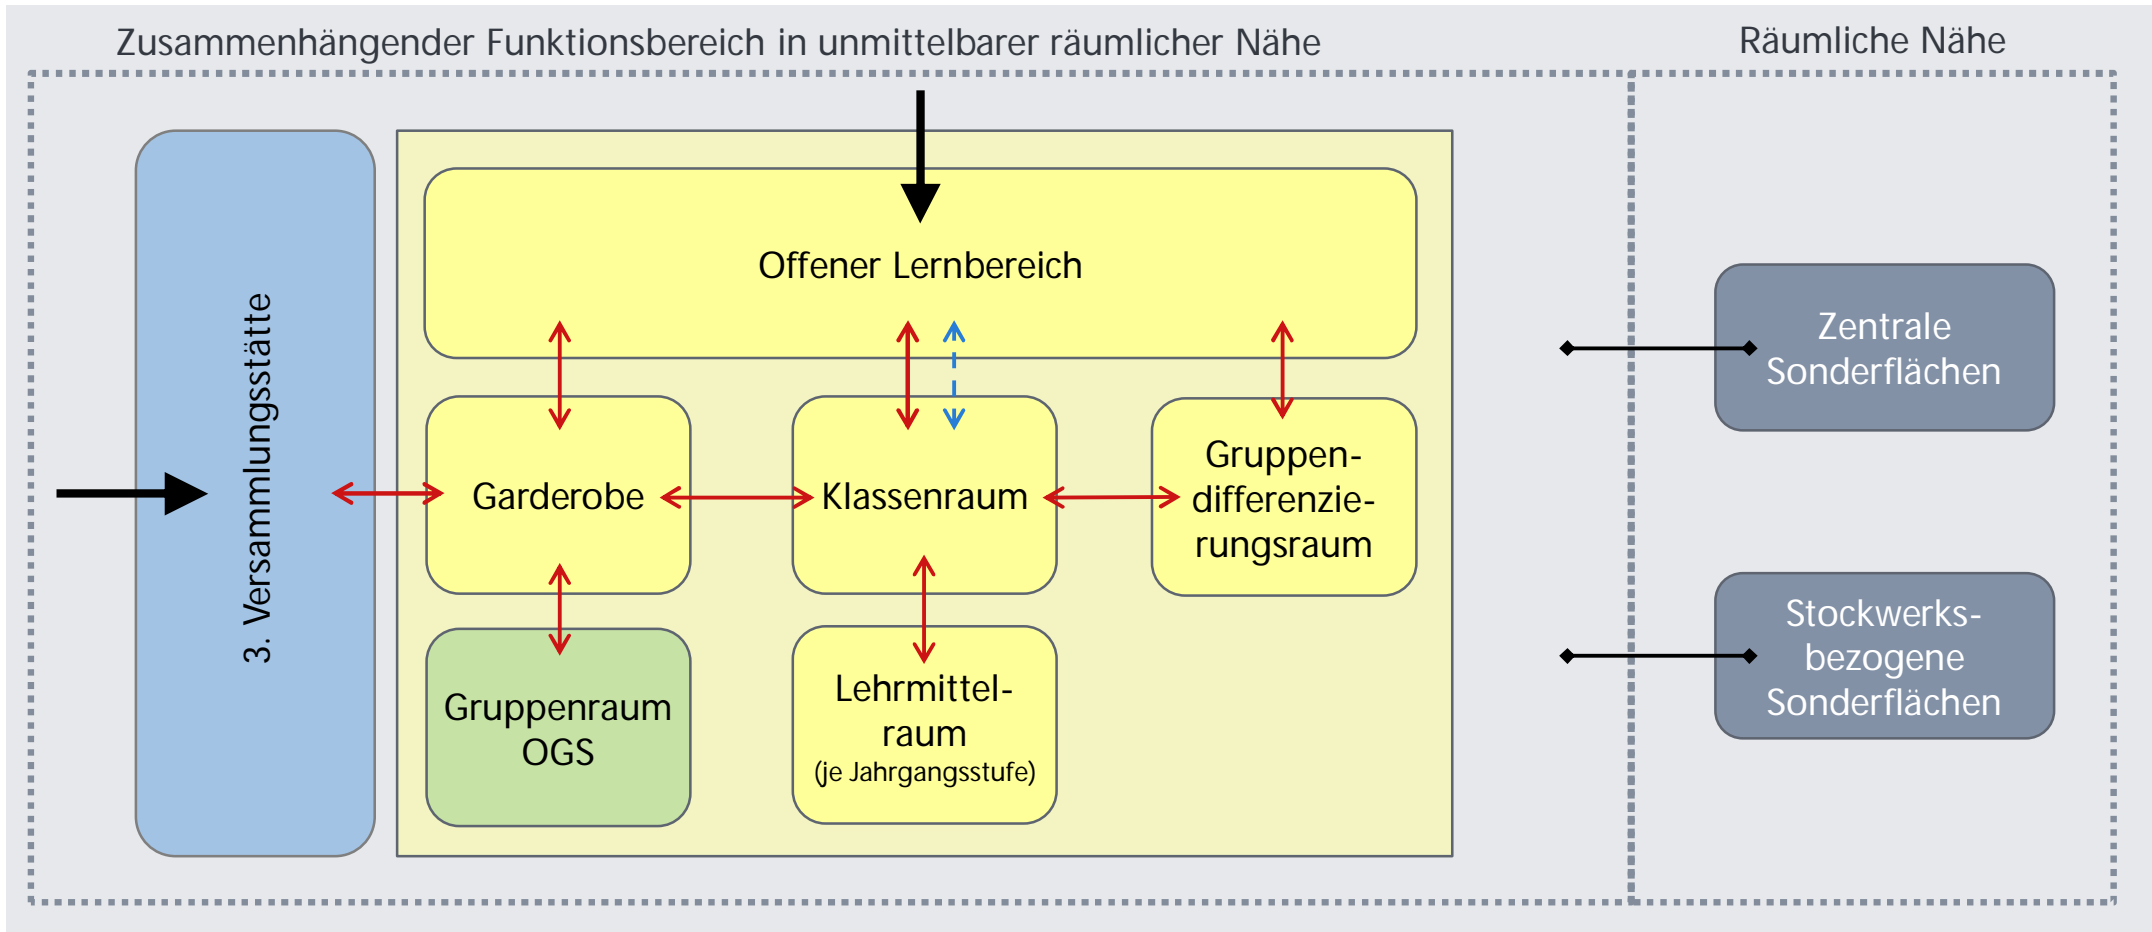 Zusammenhängender Funktionsbereich in unmittelbarer räumlicher Nähe
Räumliche Nähe
3. Versammlungsstätte
Offener Lernbereich
Garderobe
Klassenraum
Gruppen-
differenzie-
rungsraum
Gruppenraum
OGS
Lehrmittel-
raum
(je Jahrgangsstufe)
Zentrale
Sonderflächen
Stockwerks-
bezogene
Sonderflächen